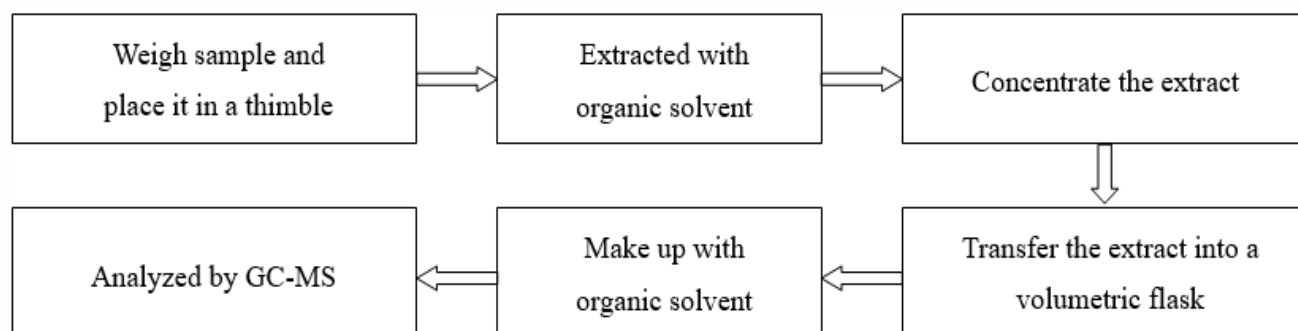 Weigh sample and
place it in a thimble
Extracted with
organic solvent
Concentrate the extract
Transfer the extract into a
volumetric flask
Make up with
organic solvent
Analyzed by GC-MS